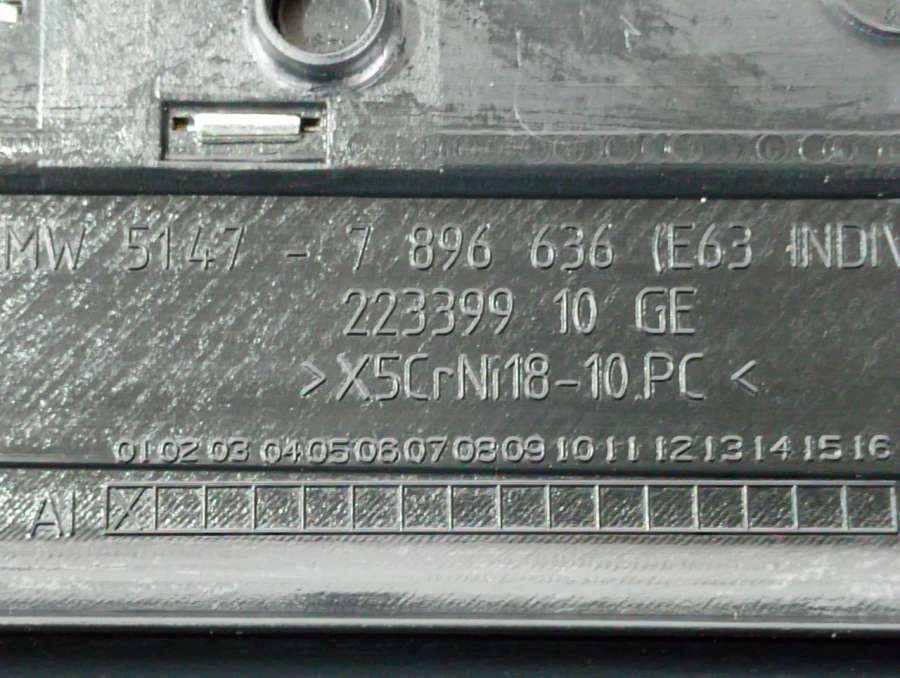 MW 5147 - 7 896 636 (E63 INDIV
223399 10 GE
>X5CrNi18-10.PC <
01 02 03 04 05 06 07 08 09 10 11 12 13 14 15 16
AI